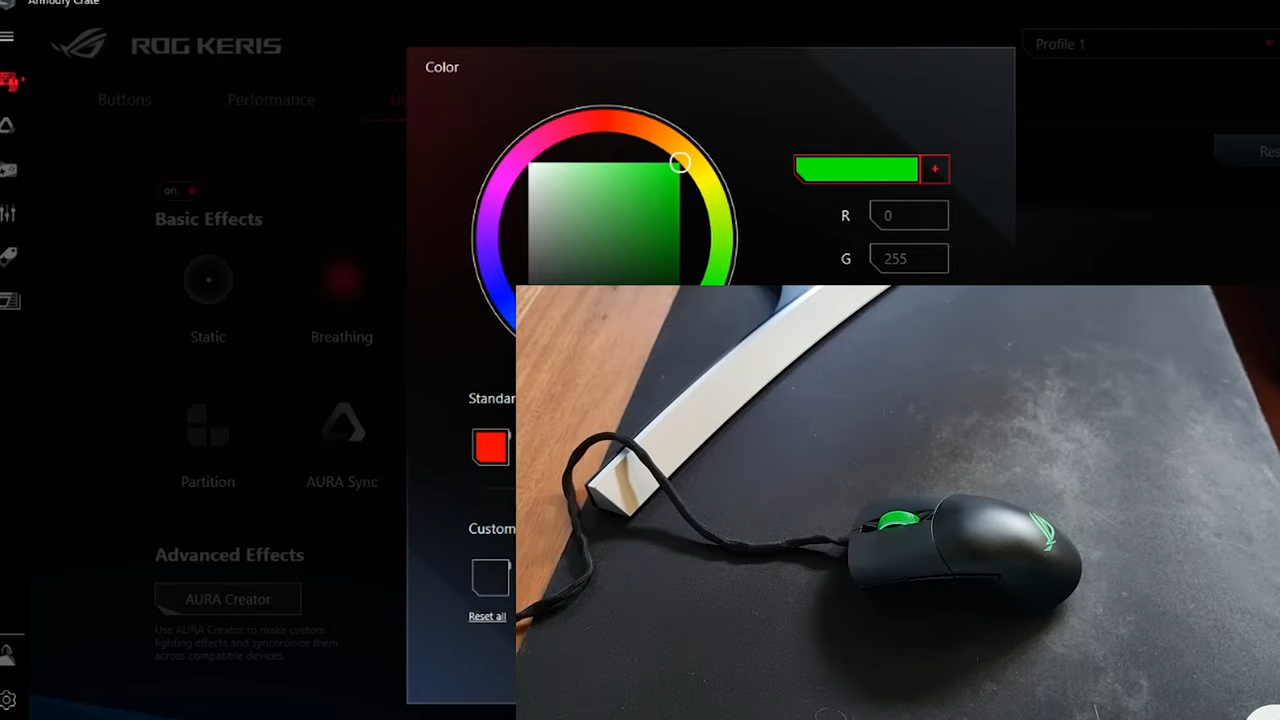 Armoury Crate
ROG KERIS
Profile 1
Color
Buttons
Performance
Res
on
Basic Effects
R
0
G
255
Static
Breathing
Standar
Partition
AURA Sync
Custom
Advanced Effects
AURA Creator
Reset all
Use AURA Creator to make custom
lighting effects and synchronize them
across compatible devices.